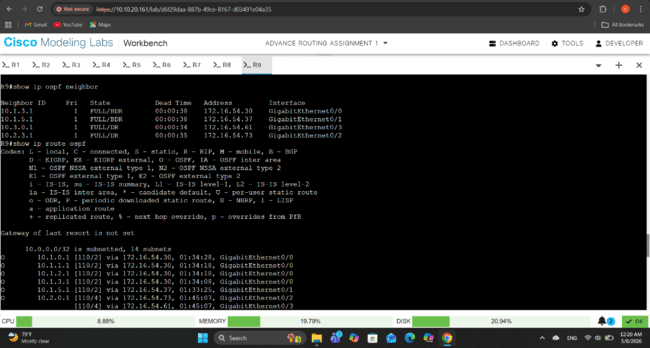 Not secure https://10.10.20.161/lab/d6f29daa-887b-49ce-8167-d03491e04a35
Gmail YouTube Maps All Bookmarks
Cisco Modeling Labs Workbench ADVANCE ROUTING ASSIGNMENT 1 DASHBOARD TOOLS DEVELOPER
R1 R2 R3 R4 R5 R6 R7 R8 R9
R9#show ip ospf neighbor
Neighbor ID Pri State Dead Time Address Interface
10.1.3.1 1 FULL/BDR 00:00:38 172.16.54.30 GigabitEthernet0/0
10.1.5.1 1 FULL/BDR 00:00:38 172.16.54.37 GigabitEthernet0/1
10.3.0.1 1 FULL/DR 00:00:34 172.16.54.61 GigabitEthernet0/3
10.2.3.1 1 FULL/DR 00:00:35 172.16.54.73 GigabitEthernet0/2
R9#show ip route ospf
Codes: L - local, C - connected, S - static, R - RIP, M - mobile, B - BGP
D - EIGRP, EX - EIGRP external, O - OSPF, IA - OSPF inter area
N1 - OSPF NSSA external type 1, N2 - OSPF NSSA external type 2
E1 - OSPF external type 1, E2 - OSPF external type 2
i - IS-IS, su - IS-IS summary, L1 - IS-IS level-1, L2 - IS-IS level-2
ia - IS-IS inter area, * - candidate default, U - per-user static route
o - ODR, P - periodic downloaded static route, H - NHRP, l - LISP
a - application route
+ - replicated route, % - next hop override, p - overrides from PfR
Gateway of last resort is not set
10.0.0.0/32 is subnetted, 14 subnets
O 10.1.0.1 [110/2] via 172.16.54.30, 01:34:28, GigabitEthernet0/0
O 10.1.1.1 [110/2] via 172.16.54.30, 01:34:18, GigabitEthernet0/0
O 10.1.2.1 [110/3] via 172.16.54.30, 01:34:18, GigabitEthernet0/0
O 10.1.3.1 [110/2] via 172.16.54.30, 01:34:08, GigabitEthernet0/0
O 10.1.5.1 [110/2] via 172.16.54.37, 01:33:25, GigabitEthernet0/1
O 10.2.0.1 [110/4] via 172.16.54.73, 01:45:07, GigabitEthernet0/2
[110/4] via 172.16.54.61, 01:45:07, GigabitEthernet0/3
CPU 8.88% MEMORY 19.79% DISK 20.94% 2 OK
79°F
Mostly clear
Search
ENG
12:20 AM
5/8/2026